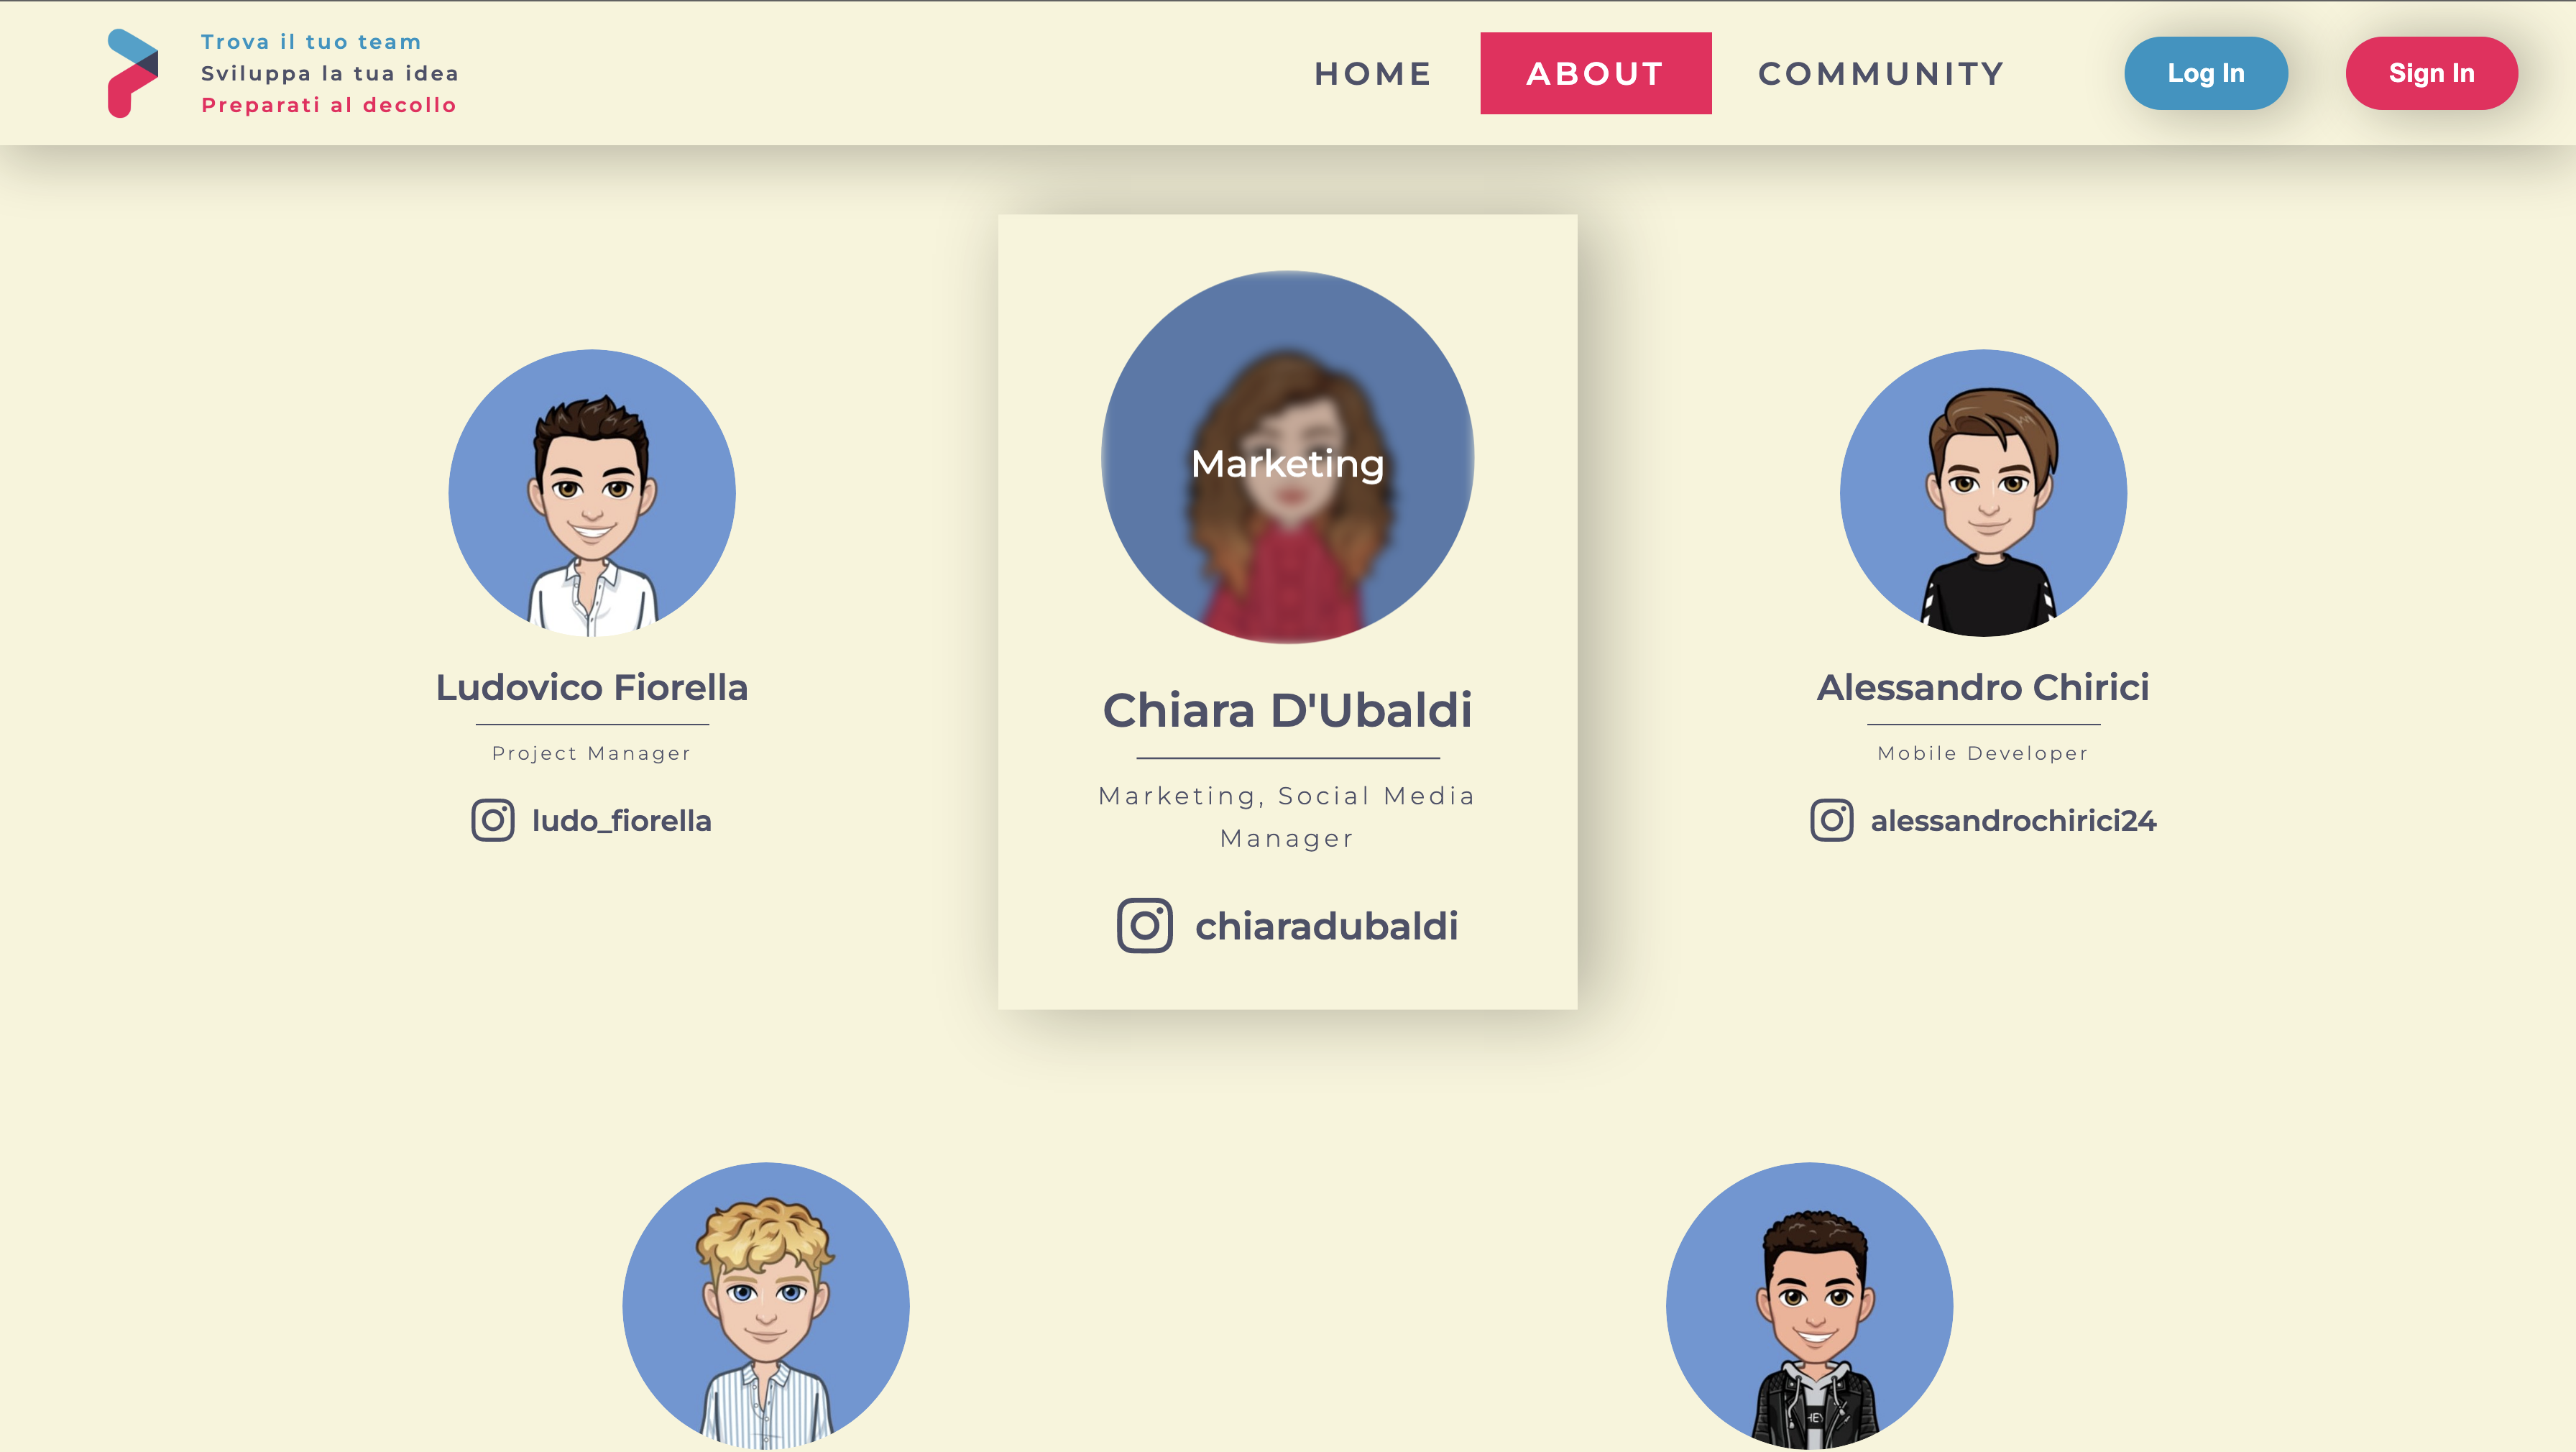 Trova il tuo team
Sviluppa la tua idea
Preparati al decollo
HOME
ABOUT
COMMUNITY
Log In
Sign In
Marketing
Ludovico Fiorella
Project Manager
ludo_fiorella
Chiara D'Ubaldi
Marketing, Social Media
Manager
chiaradubaldi
Alessandro Chirici
Mobile Developer
alessandrochirici24
HEY